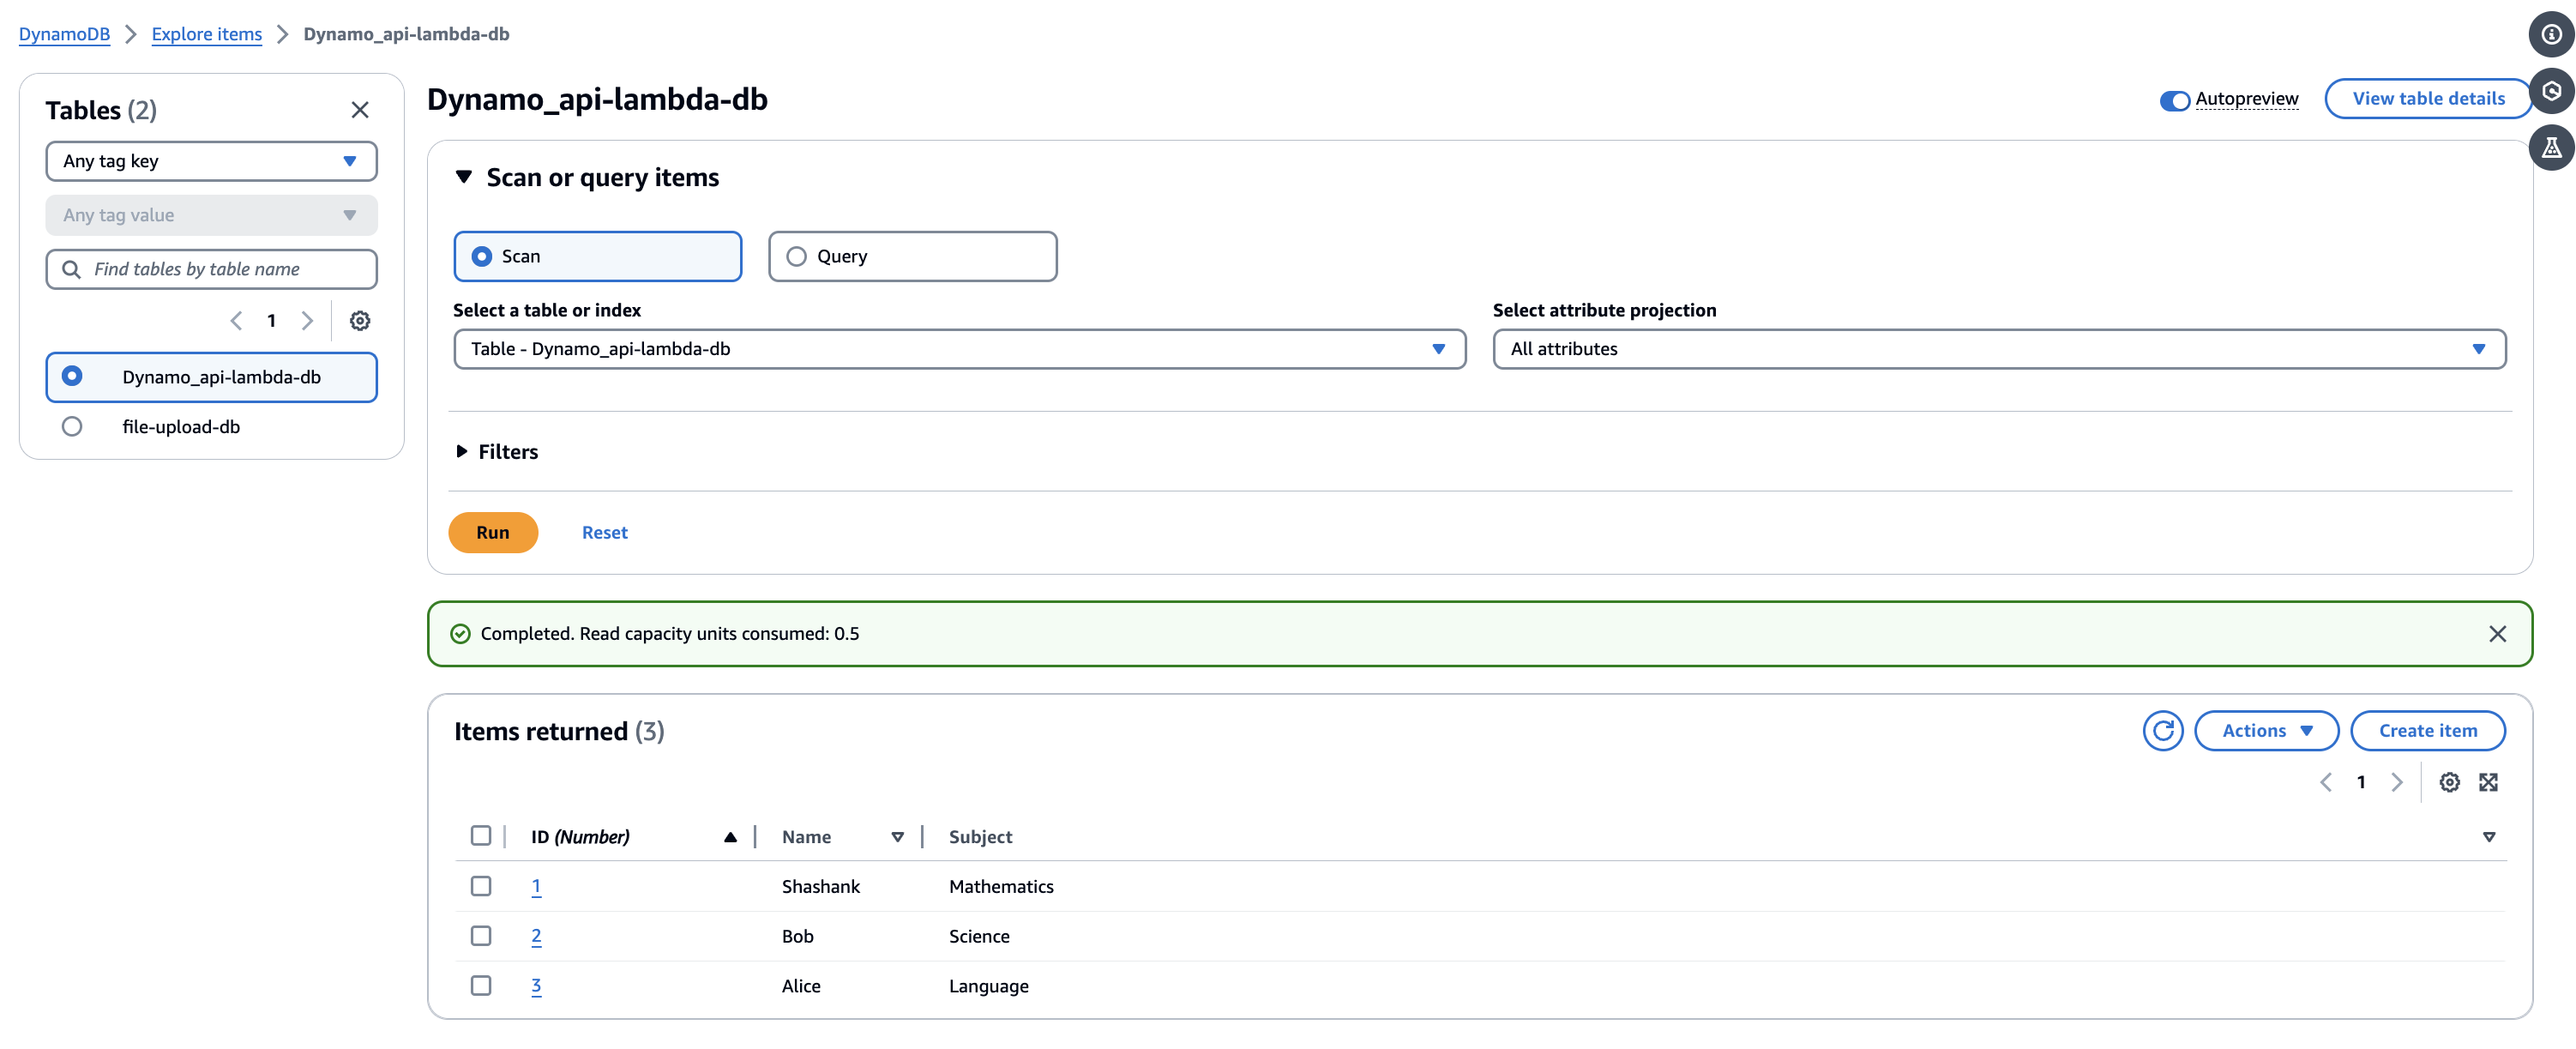 DynamoDB > Explore items > Dynamo_api-lambda-db
Tables (2)
Any tag key
Any tag value
Find tables by table name
1
Dynamo_api-lambda-db
file-upload-db
Dynamo_api-lambda-db
Autopreview
View table details
Scan or query items
Scan
Query
Select a table or index
Table - Dynamo_api-lambda-db
Select attribute projection
All attributes
Filters
Run
Reset
Completed. Read capacity units consumed: 0.5
Items returned (3)
Actions
Create item
1
ID (Number) Name Subject
1 Shashank Mathematics
2 Bob Science
3 Alice Language